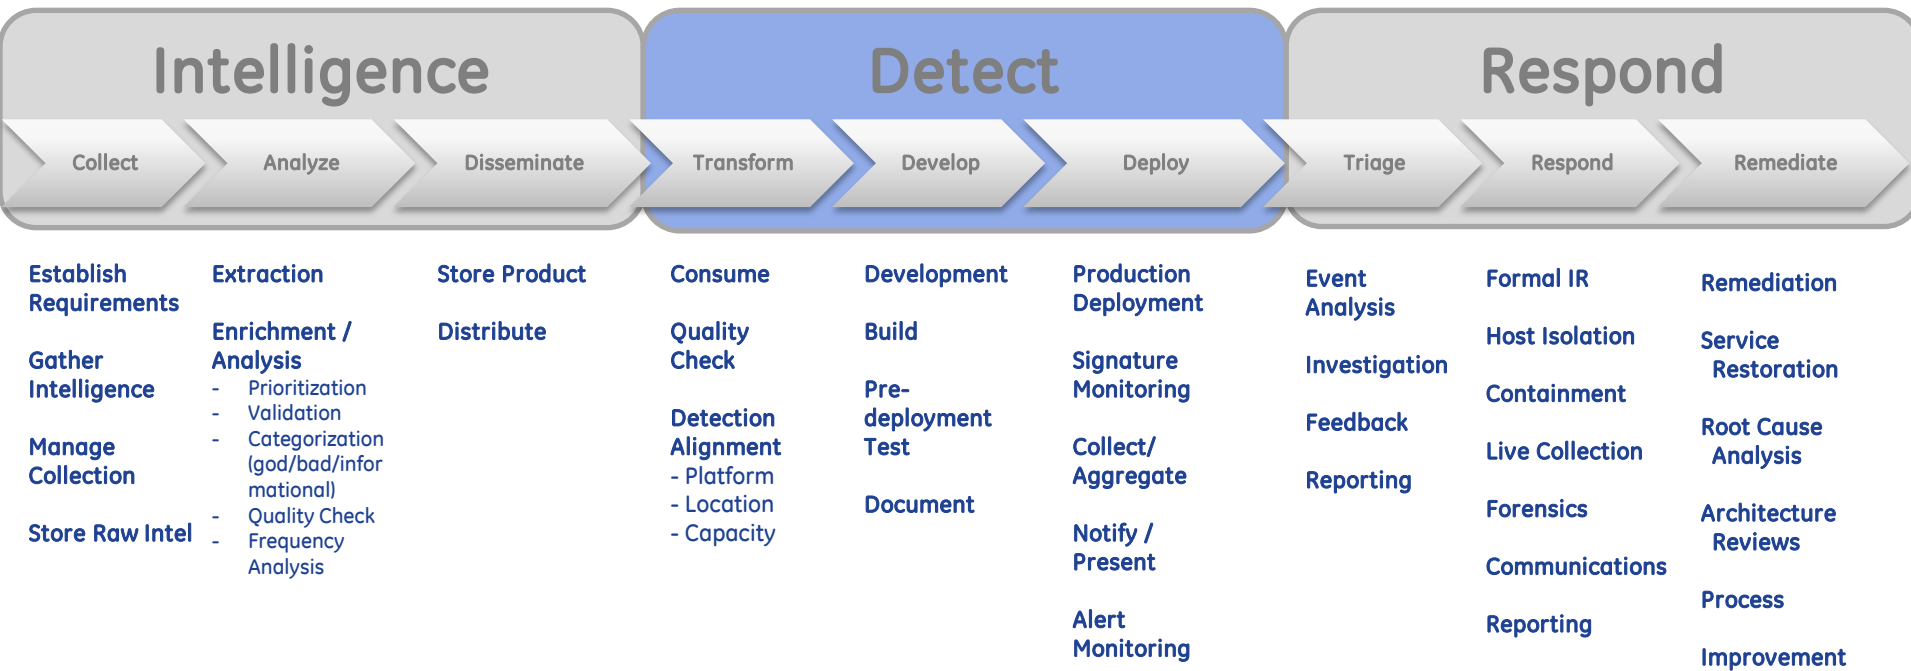 Intelligence
Detect
Respond
Collect
Analyze
Disseminate
Transform
Develop
Deploy
Triage
Respond
Remediate
Establish
Requirements
Gather
Intelligence
Manage
Collection
Store Raw Intel
Extraction
Enrichment /
Analysis
- Prioritization
- Validation
- Categorization
(god/bad/infor
mational)
- Quality Check
- Frequency
Analysis
Store Product
Distribute
Consume
Quality
Check
Detection
Alignment
- Platform
- Location
- Capacity
Development
Build
Pre-
deployment
Test
Document
Production
Deployment
Signature
Monitoring
Collect/
Aggregate
Notify /
Present
Alert
Monitoring
Event
Analysis
Investigation
Feedback
Reporting
Formal IR
Host Isolation
Containment
Live Collection
Forensics
Communications
Reporting
Remediation
Service
Restoration
Root Cause
Analysis
Architecture
Reviews
Process
Improvement